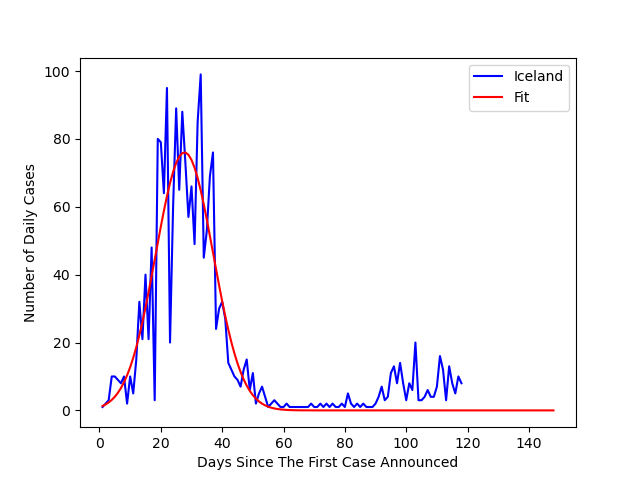 Iceland
Fit
100
80
60
40
20
0
Number of Daily Cases
0 20 40 60 80 100 120 140
Days Since The First Case Announced